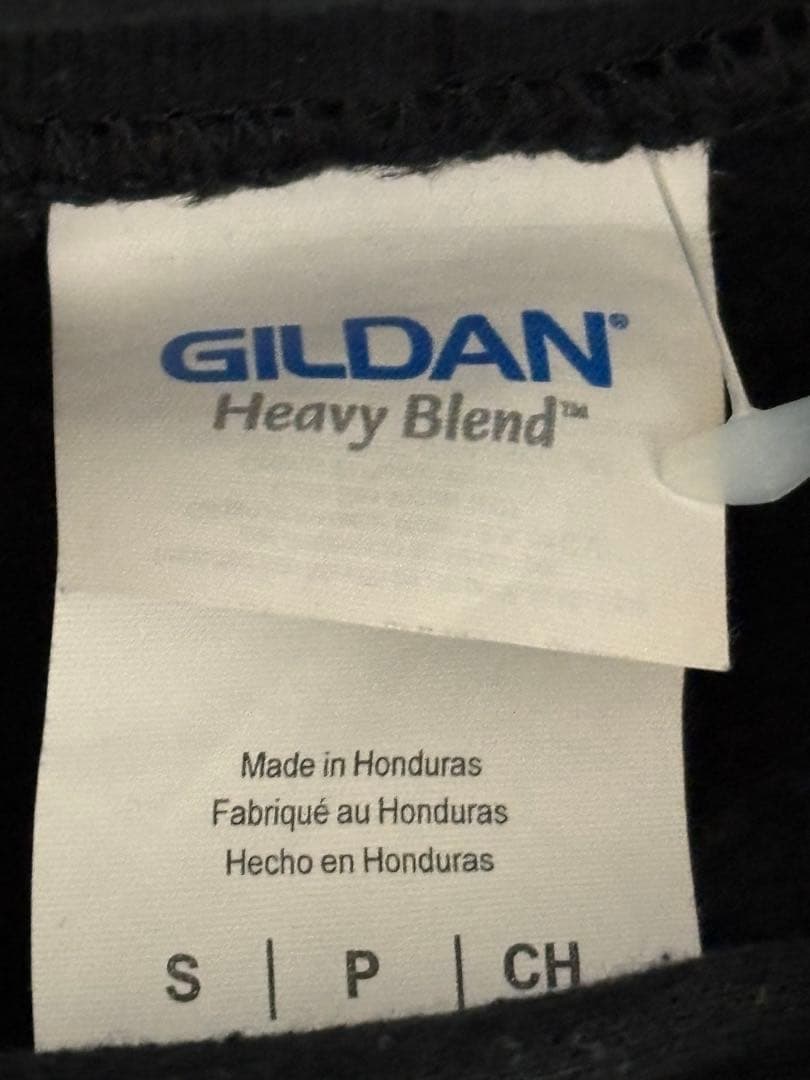 GILDAN®
Heavy Blend™
Made in Honduras
Fabriqué au Honduras
Hecho en Honduras
S | P | CH